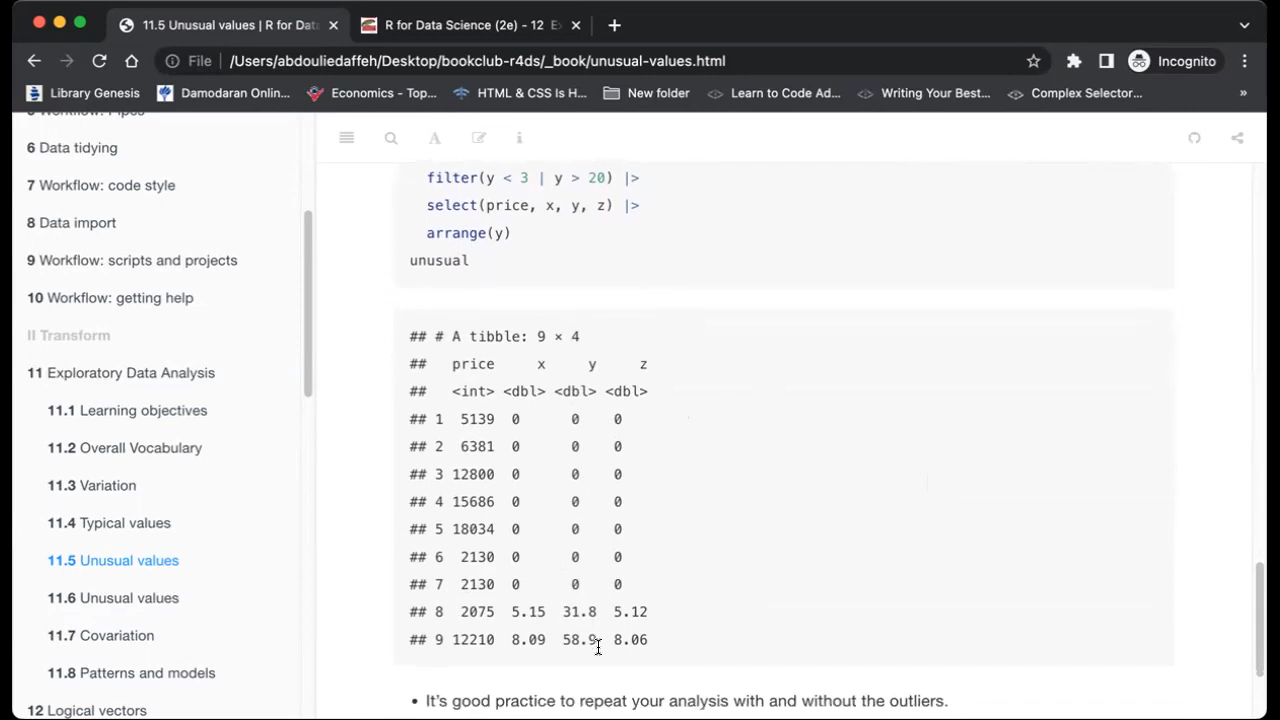 11.5 Unusual values | R for Dat
R for Data Science (2e) - 12 E
File /Users/abdouliedaffeh/Desktop/bookclub-r4ds/_book/unusual-values.html Incognito
Library Genesis Damodaran Onlin... Economics - Top... HTML & CSS Is H... New folder Learn to Code Ad... Writing Your Best... Complex Selector... »
6 Data tidying
7 Workflow: code style
8 Data import
9 Workflow: scripts and projects
10 Workflow: getting help
II Transform
11 Exploratory Data Analysis
11.1 Learning objectives
11.2 Overall Vocabulary
11.3 Variation
11.4 Typical values
11.5 Unusual values
11.6 Unusual values
11.7 Covariation
11.8 Patterns and models
12 Logical vectors
filter(y < 3 | y > 20) |>
select(price, x, y, z) |>
arrange(y)
unusual
## # A tibble: 9 × 4
## price x y z
## <int> <dbl> <dbl> <dbl>
## 1 5139 0 0 0
## 2 6381 0 0 0
## 3 12800 0 0 0
## 4 15686 0 0 0
## 5 18034 0 0 0
## 6 2130 0 0 0
## 7 2130 0 0 0
## 8 2075 5.15 31.8 5.12
## 9 12210 8.09 58.9 8.06
• It's good practice to repeat your analysis with and without the outliers.